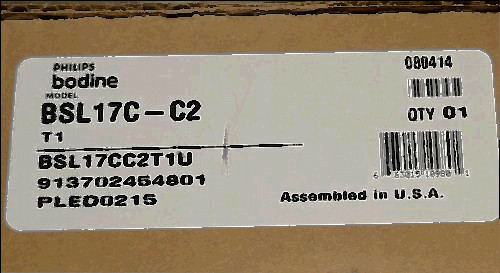 PHILIPS
bodine
MODEL
BSL17C-C2
T1
BSL17CC2T1U
913702454801
PLED0215
080414
QTY 01
Assembled in U.S.A.